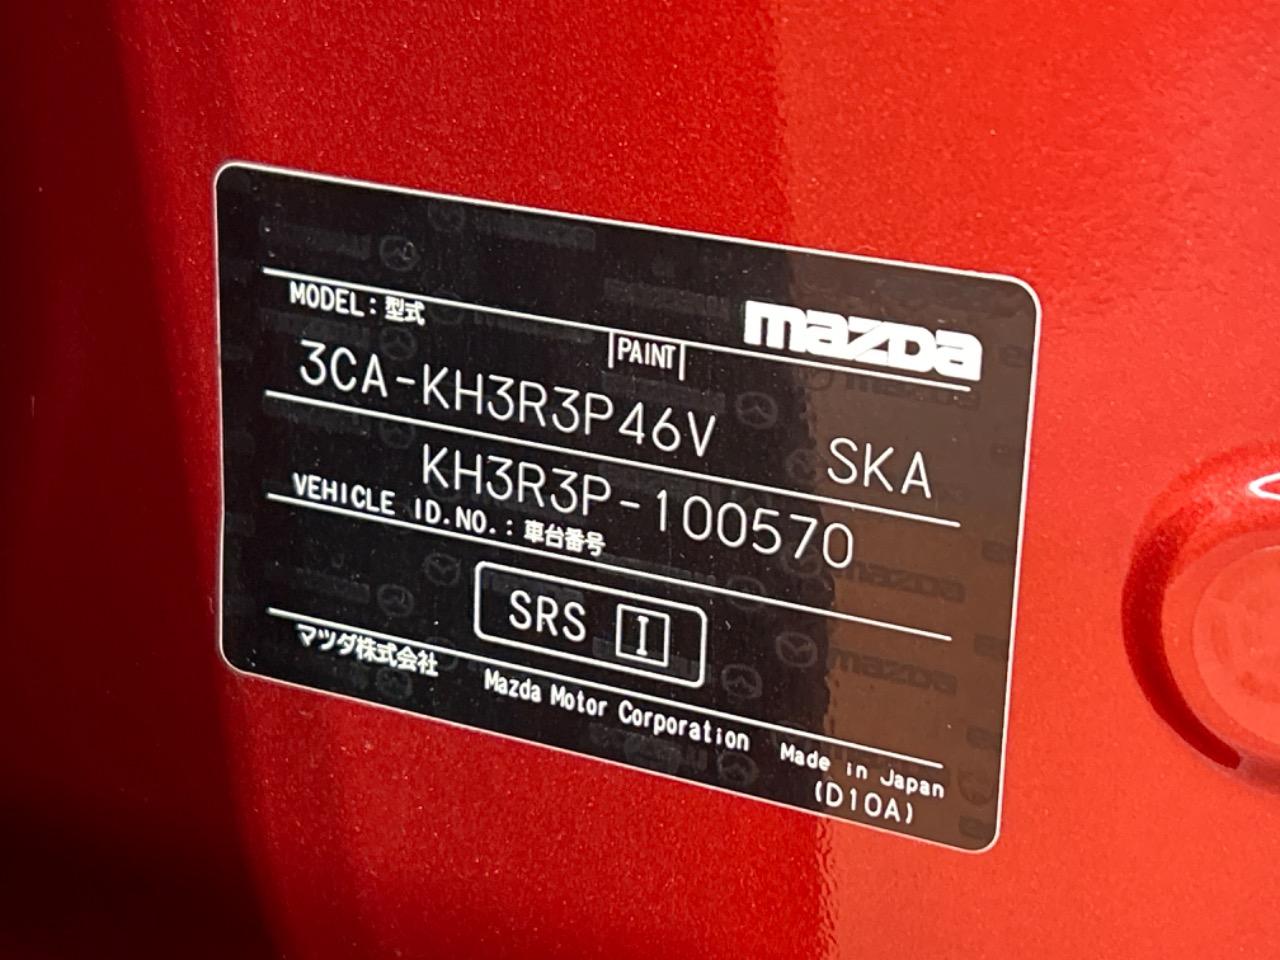 mazda
MODEL：型式
PAINT
3CA-KH3R3P46V SKA
KH3R3P-100570
VEHICLE ID.NO.：車台番号
SRS I
マツダ株式会社 Mazda Motor Corporation Made in Japan
(D10A)